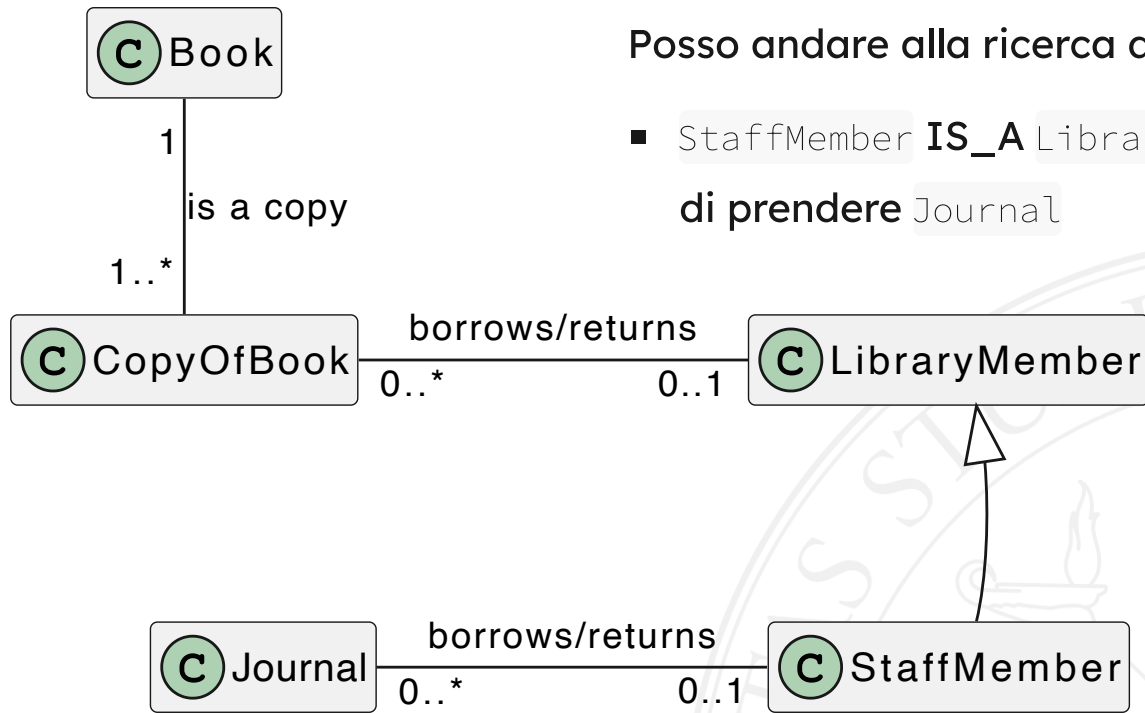 C Book
Posso andare alla ricerca
StaffMember IS_A
di prendere Journal
1
is a copy
1..*
C CopyOfBook
borrows/returns
0..*
0..1
C LibraryMember
C Journal
borrows/returns
0..*
0..1
C StaffMember